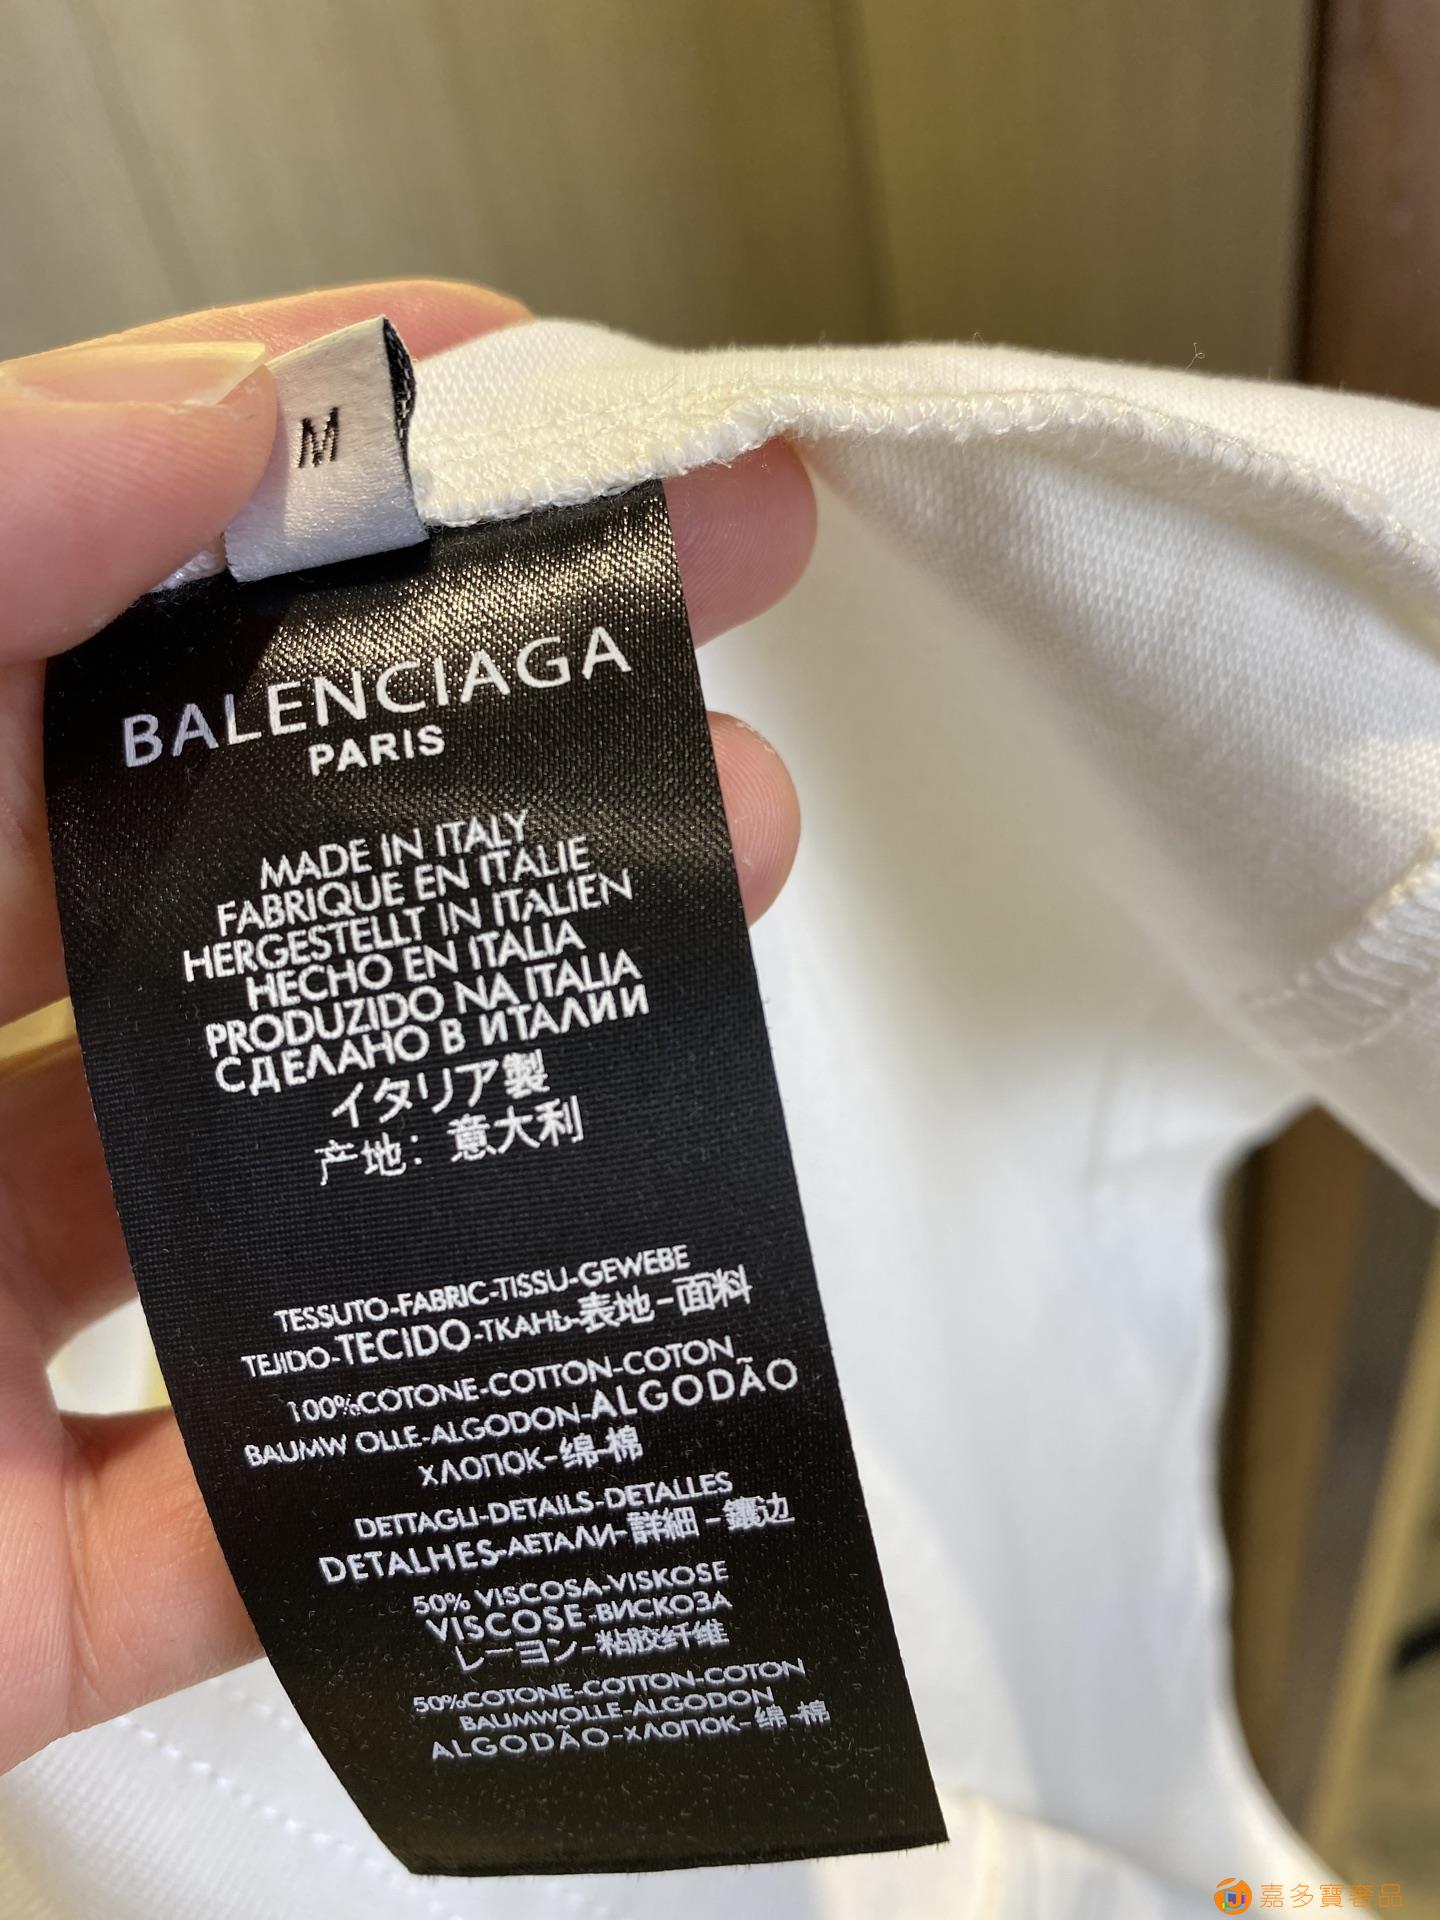 M
BALENCIAGA
PARIS
MADE IN ITALY
FABRIQUE EN ITALIE
HERGESTELLT IN ITALIEN
HECHO EN ITALIA
PRODUZIDO NA ITALIA
СДЕЛАНО В ИТАЛИИ
イタリア製
产地：意大利
TESSUTO-FABRIC-TISSU-GEWEBE
TEJIDO-TECIDO-ТКАНЬ-表地-面料
100%COTONE-COTTON-COTON
BAUMW OLLE-ALGODON-ALGODÃO
ХЛОПОК-绵-棉
DETTAGLI-DETAILS-DETALLES
DETALHES-ΛETAΛИ-詳細-鑲边
50% VISCOSA-VISKOSE
VISCOSE-ВИСКОЗА
レーヨン-粘胶纤维
50%COTONE-COTTON-COTON
BAUMWOLLE-ALGODON
ALGODÃO-ХЛОПОК-绵-棉
嘉多寶奢品